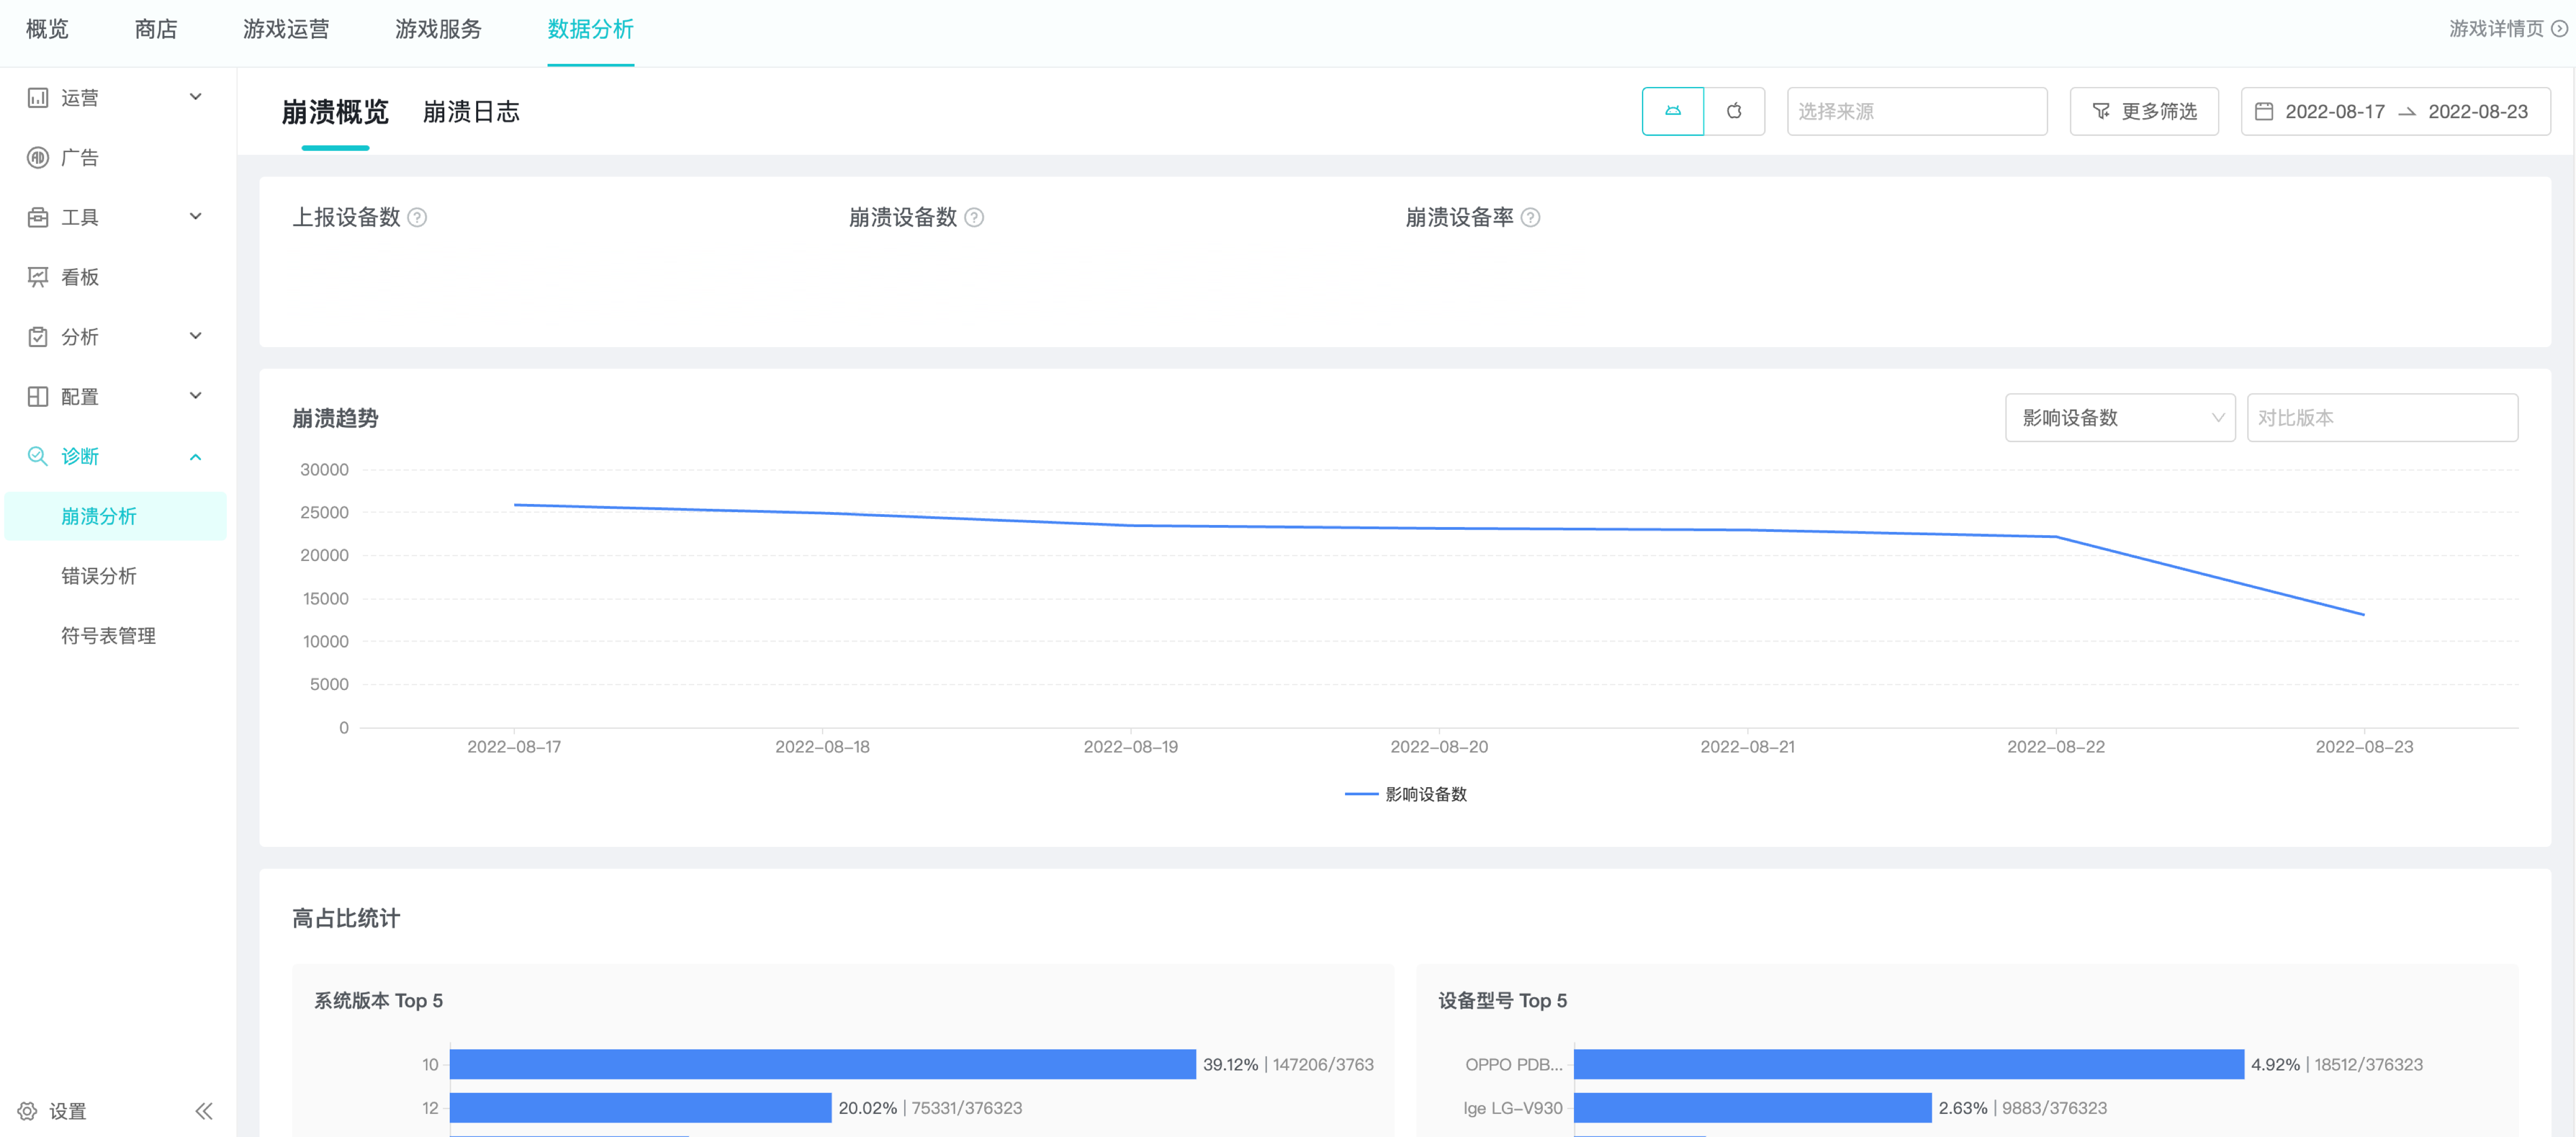 概览
商店
游戏运营
游戏服务
数据分析
游戏详情页
运营
广告
工具
看板
分析
配置
诊断
崩溃分析
错误分析
符号表管理
设置
崩溃概览
崩溃日志
选择来源
更多筛选
2022-08-17
2022-08-23
上报设备数
崩溃设备数
崩溃设备率
崩溃趋势
影响设备数
对比版本
30000
25000
20000
15000
10000
5000
0
2022-08-17
2022-08-18
2022-08-19
2022-08-20
2022-08-21
2022-08-22
2022-08-23
影响设备数
高占比统计
系统版本 Top 5
10
39.12% | 147206/3763
12
20.02% | 75331/376323
设备型号 Top 5
OPPO PDB...
4.92% | 18512/376323
lge LG-V930
2.63% | 9883/376323